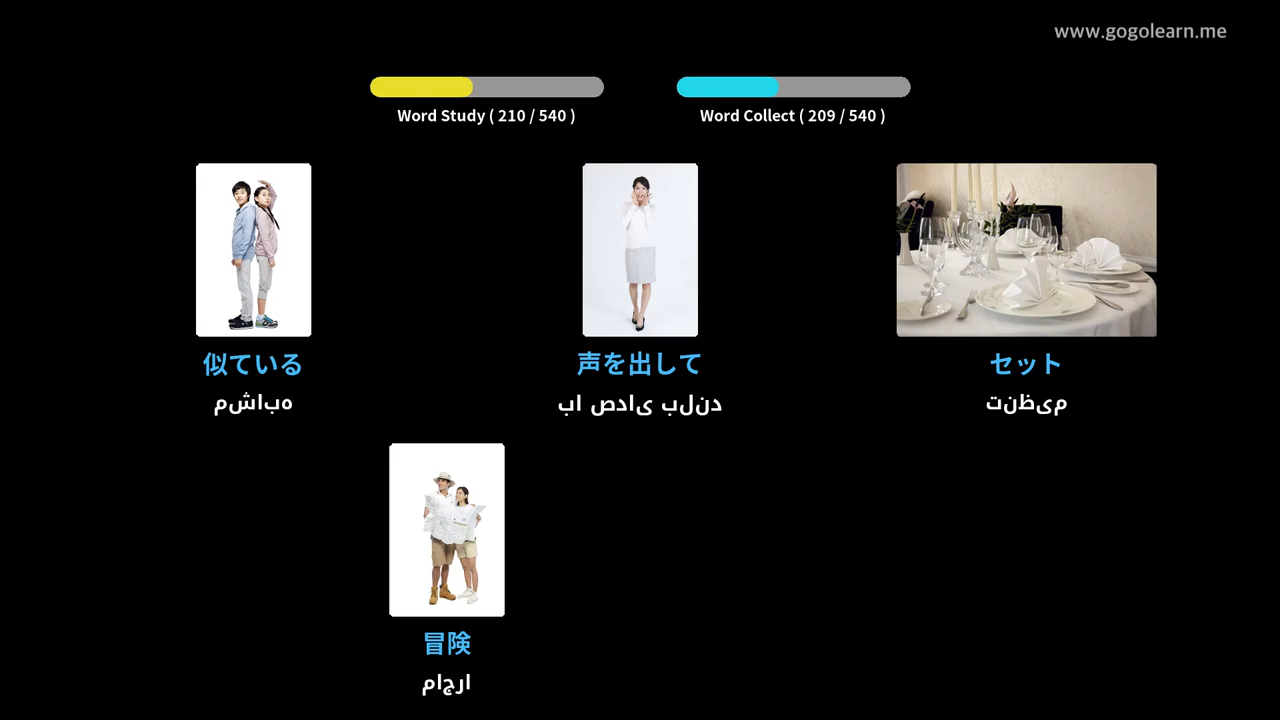 www.gogolearn.me
Word Study ( 210 / 540 )
Word Collect ( 209 / 540 )
似ている
مشابه
声を出して
با صدای بلند
セット
تنظیم
冒険
ماجرا